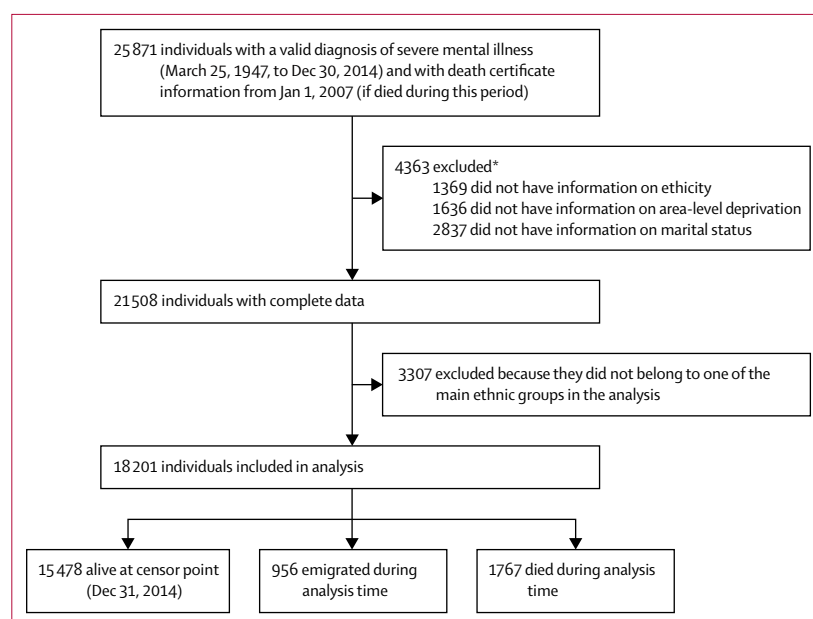 25 871 individuals with a valid diagnosis of severe mental illness
(March 25, 1947, to Dec 30, 2014) and with death certificate
information from Jan 1, 2007 (if died during this period)
4363 excluded*
1369 did not have information on ethicity
1636 did not have information on area-level deprivation
2837 did not have information on marital status
21 508 individuals with complete data
3307 excluded because they did not belong to one of the
main ethnic groups in the analysis
18 201 individuals included in analysis
15 478 alive at censor point
(Dec 31, 2014)
956 emigrated during
analysis time
1767 died during analysis
time